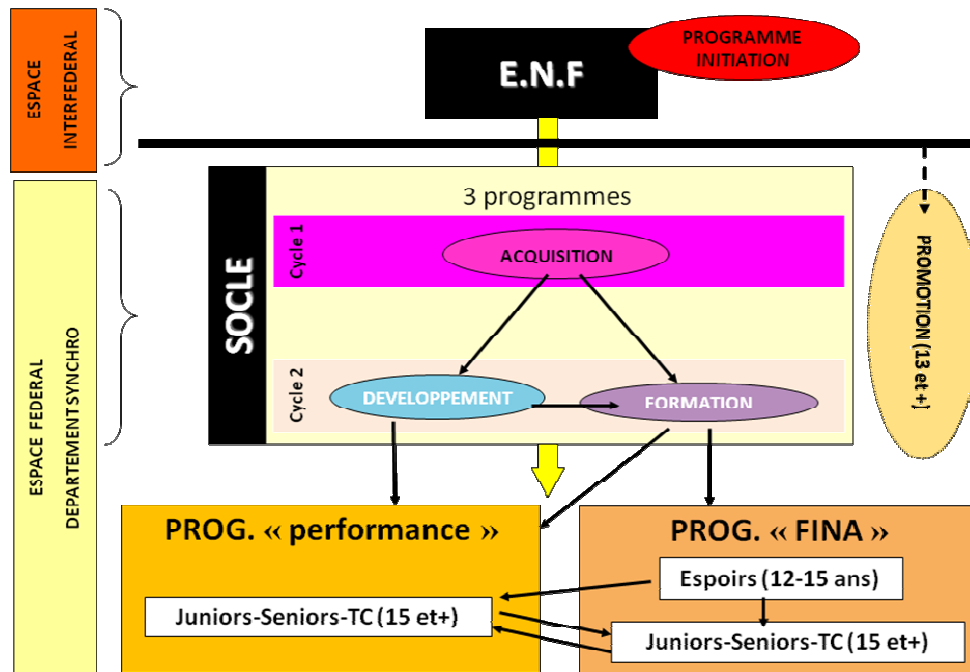 ESPACE
INTERFEDERAL
E.N.F
PROGRAMME
INITIATION
ESPACE FEDERAL
DEPARTEMENT SYNCHRO
SOCLE
3 programmes
Cycle 1
ACQUISITION
Cycle 2
DEVELOPPEMENT
FORMATION
PROMOTION (13 et +)
PROG. « performance »
Juniors-Seniors-TC (15 et+)
PROG. « FINA »
Espoirs (12-15 ans)
Juniors-Seniors-TC (15 et+)